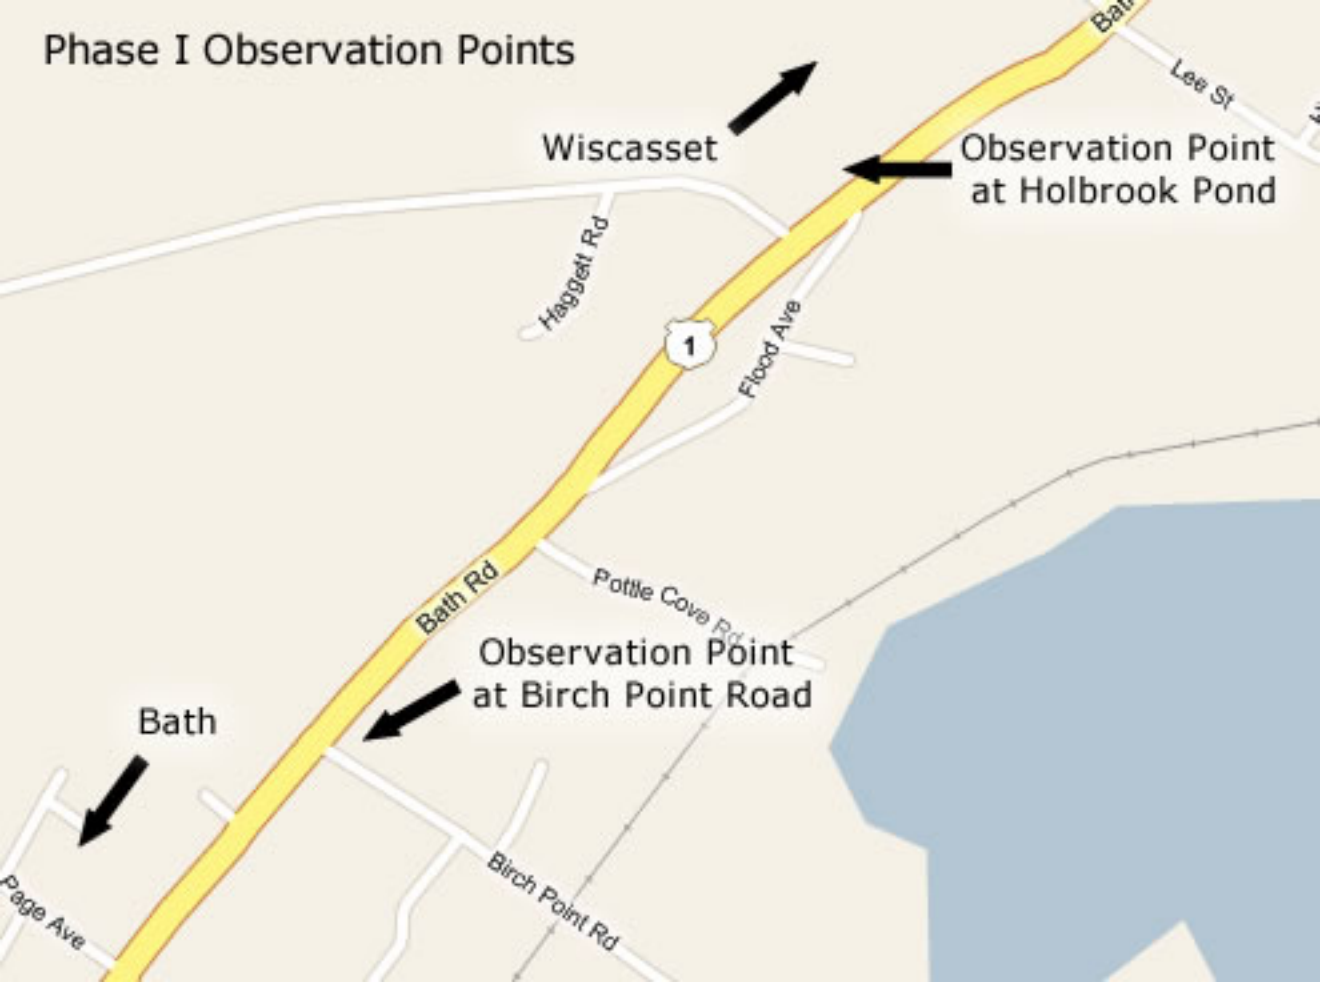 Phase I Observation Points
Bath
Lee St
Wiscasset
Observation Point
at Holbrook Pond
Haggett Rd
1
Flood Ave
Bath Rd
Pottle Cove Rd
Observation Point
at Birch Point Road
Bath
Page Ave
Birch Point Rd